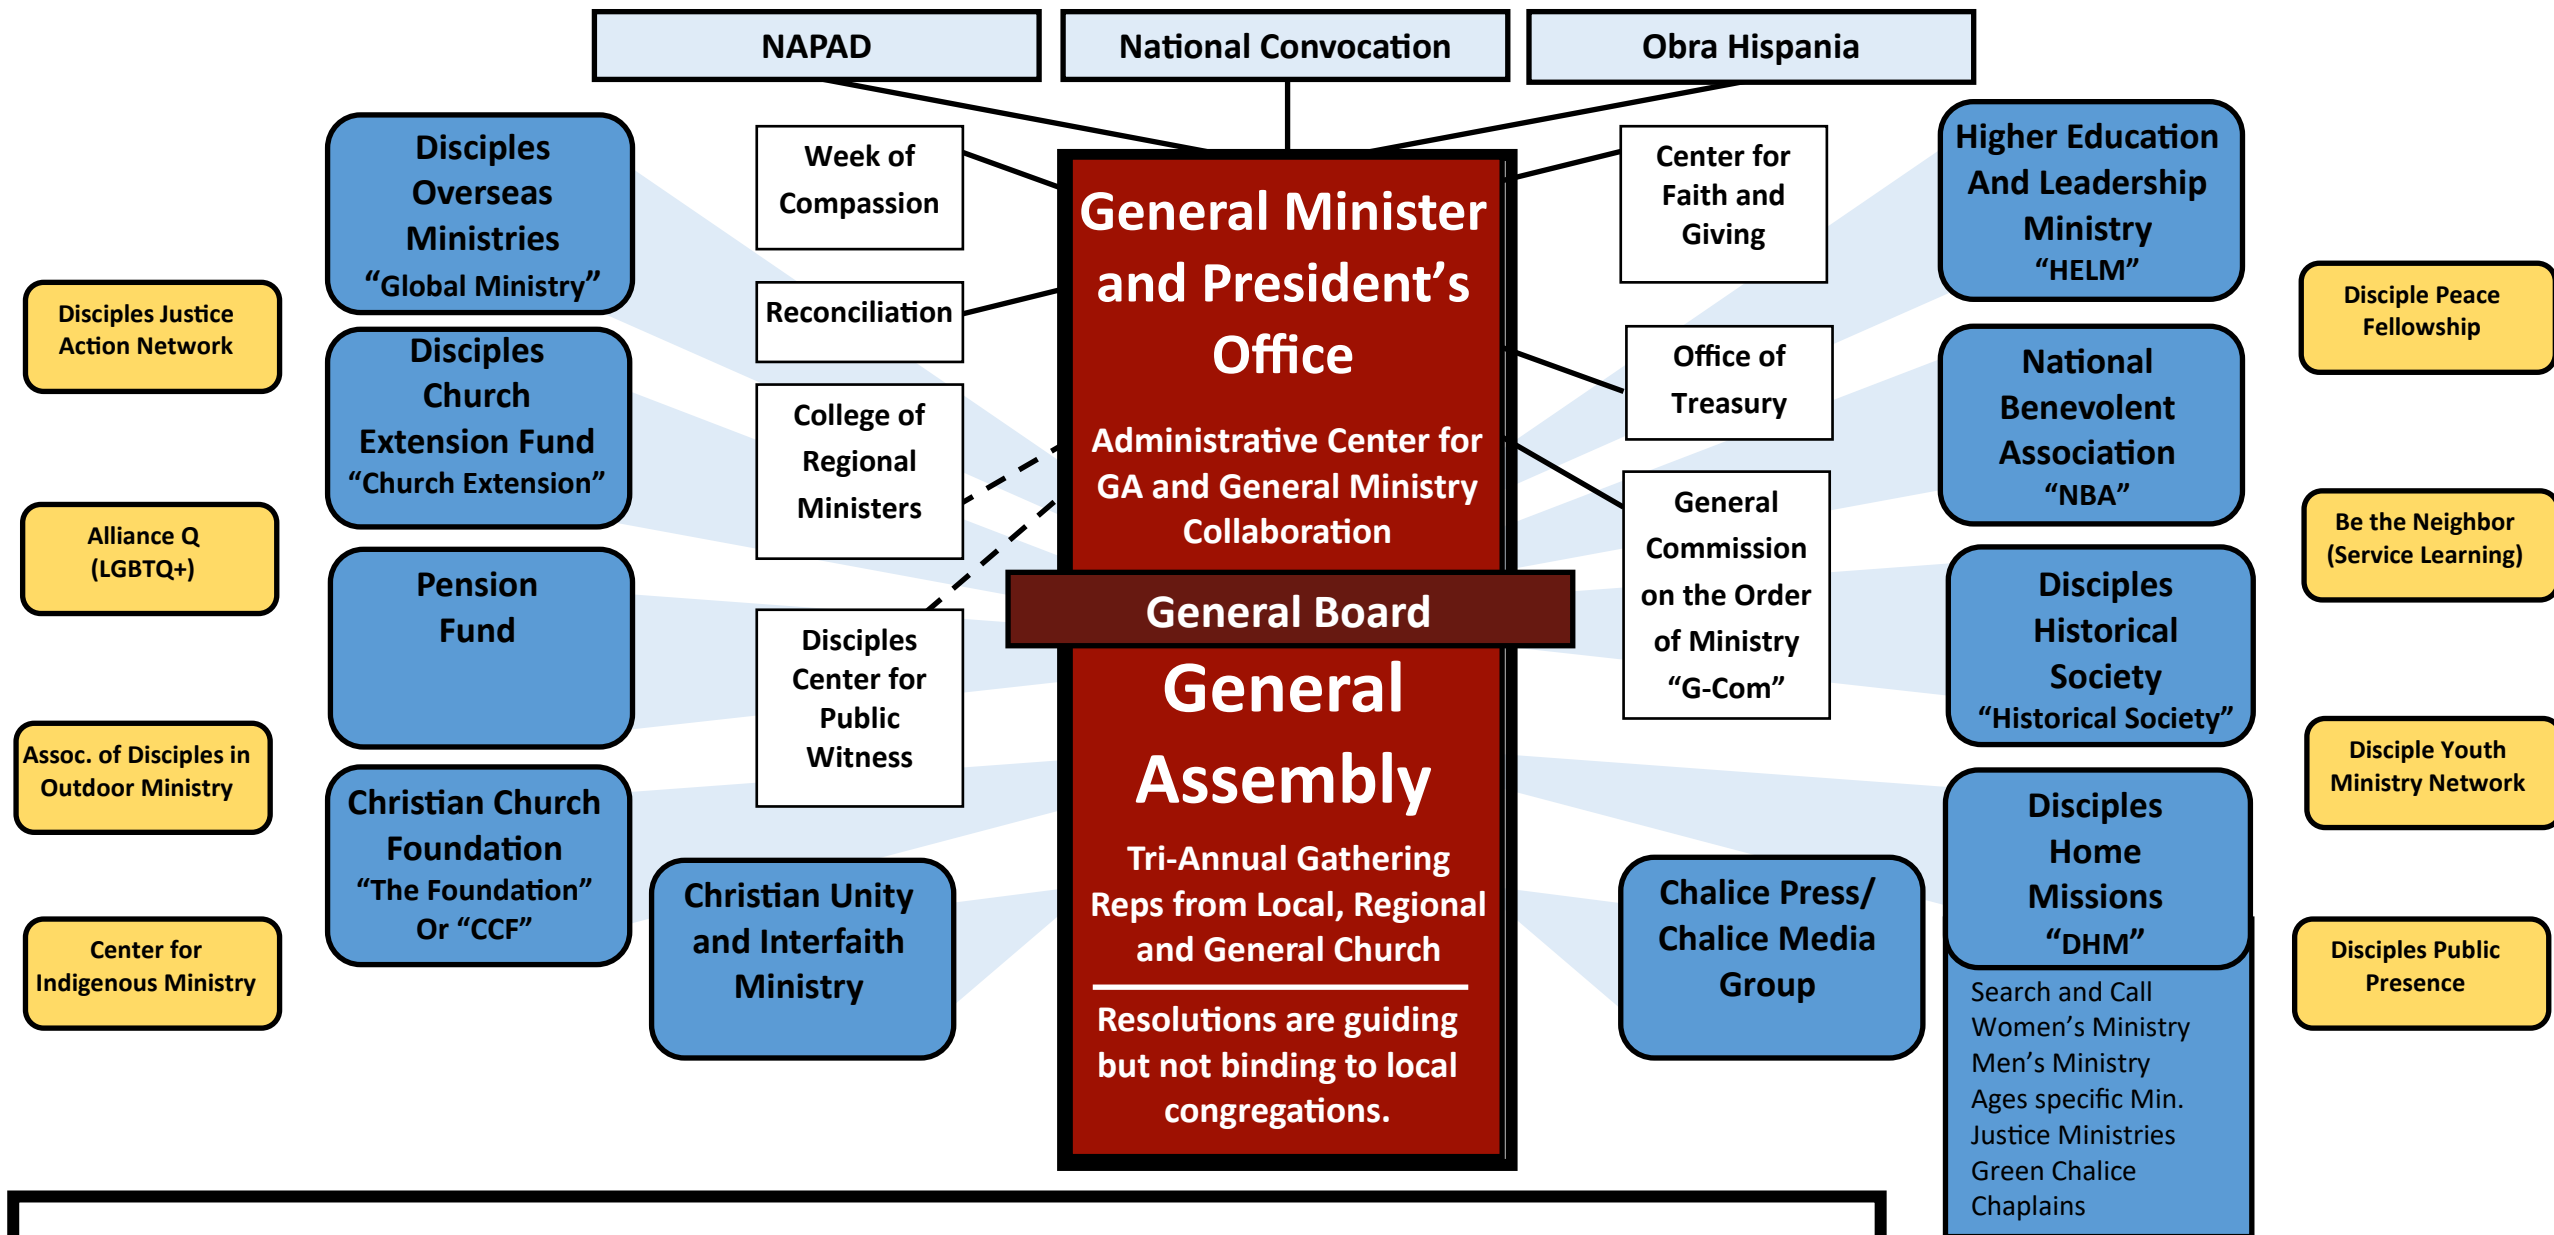 NAPAD
National Convocation
Obra Hispania
Disciples
Overseas
Ministries
“Global Ministry”
Week of
Compassion
General Minister
and President’s
Office
Administrative Center for
GA and General Ministry
Collaboration
Center for
Faith and
Giving
Higher Education
And Leadership
Ministry
“HELM”
Disciples Justice
Action Network
Reconciliation
Disciple Peace
Fellowship
Disciples
Church
Extension Fund
“Church Extension”
College of
Regional
Ministers
Office of
Treasury
National
Benevolent
Association
“NBA”
Alliance Q
(LGBTQ+)
General
Commission
on the Order
of Ministry
“G-Com”
Be the Neighbor
(Service Learning)
Pension
Fund
Disciples
Center for
Public
Witness
General Board
Disciples
Historical
Society
“Historical Society”
General
Assembly
Tri-Annual Gathering
Reps from Local, Regional
and General Church
Resolutions are guiding
but not binding to local
congregations.
Assoc. of Disciples in
Outdoor Ministry
Disciple Youth
Ministry Network
Christian Church
Foundation
“The Foundation”
Or “CCF”
Christian Unity
and Interfaith
Ministry
Chalice Press/
Chalice Media
Group
Disciples
Home
Missions
“DHM”
Search and Call
Women’s Ministry
Men’s Ministry
Ages specific Min.
Justice Ministries
Green Chalice
Chaplains
Center for
Indigenous Ministry
Disciples Public
Presence